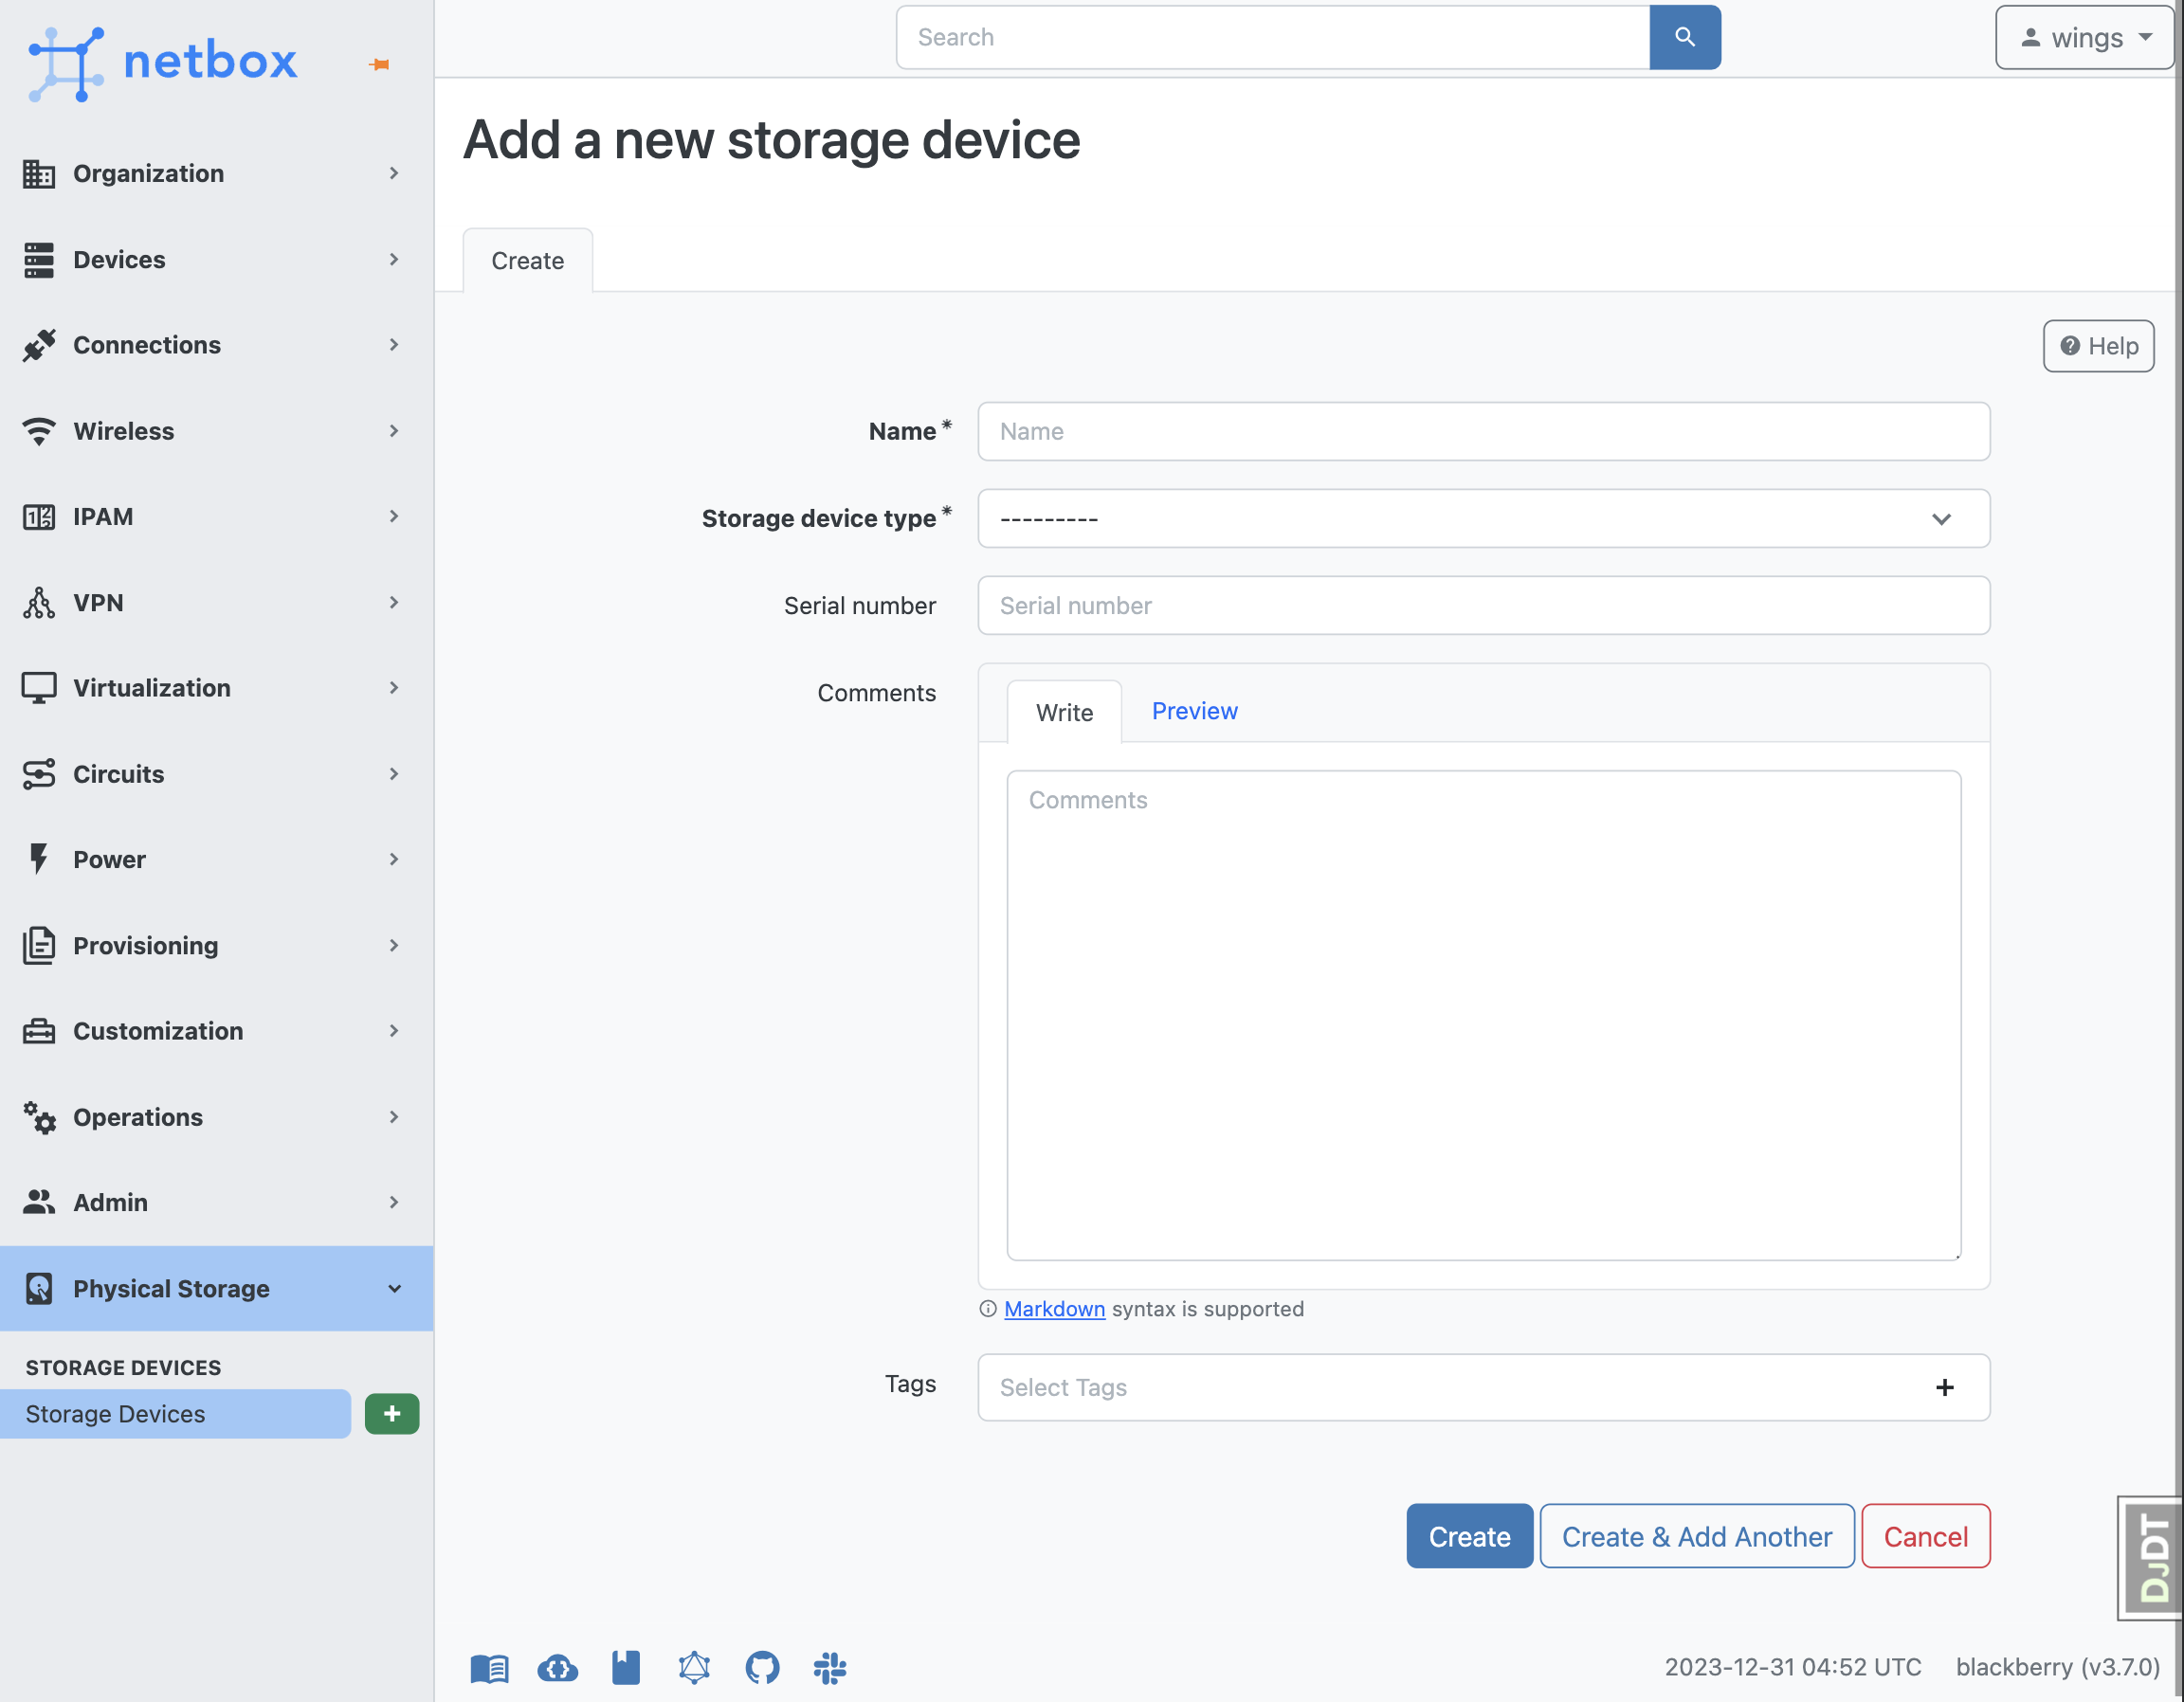 netbox
Search
wings
Organization
Devices
Connections
Wireless
IPAM
VPN
Virtualization
Circuits
Power
Provisioning
Customization
Operations
Admin
Physical Storage
STORAGE DEVICES
Storage Devices
+
Add a new storage device
Create
Help
Name * Name
Storage device type * ---------
Serial number Serial number
Comments Write Preview
Comments
Markdown syntax is supported
Tags Select Tags +
Create Create & Add Another Cancel
DJDT
2023-12-31 04:52 UTC blackberry (v3.7.0)